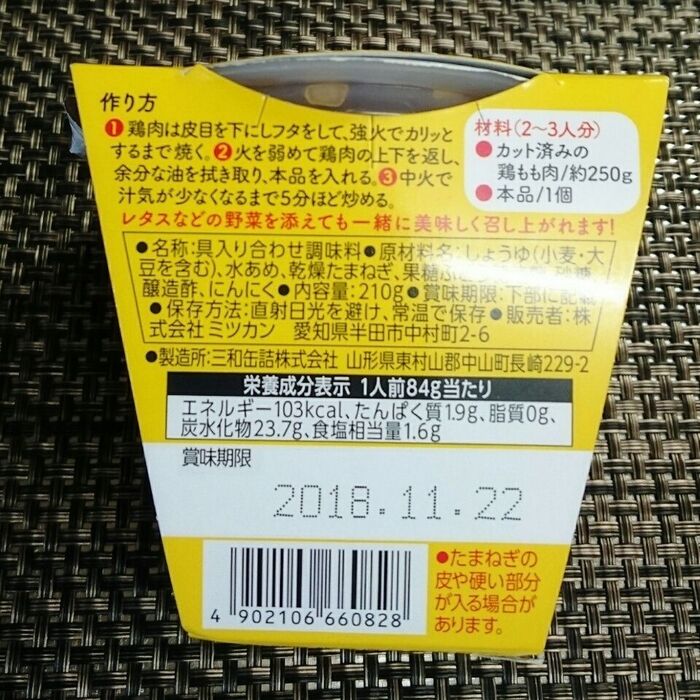 作り方
❶鶏肉は皮目を下にしフタをして、強火でカリッと
するまで焼く。❷火を弱めて鶏肉の上下を返し、
余分な油を拭き取り、本品を入れる。❸中火で
汁気が少なくなるまで5分ほど炒める。
材料(2〜3人分)
●カット済みの
鶏もも肉/約250g
●本品/1個
レタスなどの野菜を添えても一緒に美味しく召し上がれます!
●名称:具入り合わせ調味料●原材料名:しょうゆ(小麦・大
豆を含む)、水あめ、乾燥たまねぎ、果糖ぶ 砂糖、
醸造酢、にんにく●内容量:210g●賞味期限:下部に記載
●保存方法:直射日光を避け、常温で保存●販売者:株
式会社 ミツカン 愛知県半田市中村町2-6
●製造所:三和缶詰株式会社 山形県東村山郡中山町長崎229-2
栄養成分表示 1人前84g当たり
エネルギー103kcal、たんぱく質1.9g、脂質0g、
炭水化物23.7g、食塩相当量1.6g
賞味期限
2018.11.22
4 902106 660828
●たまねぎの
皮や硬い部分
が入る場合が
あります。